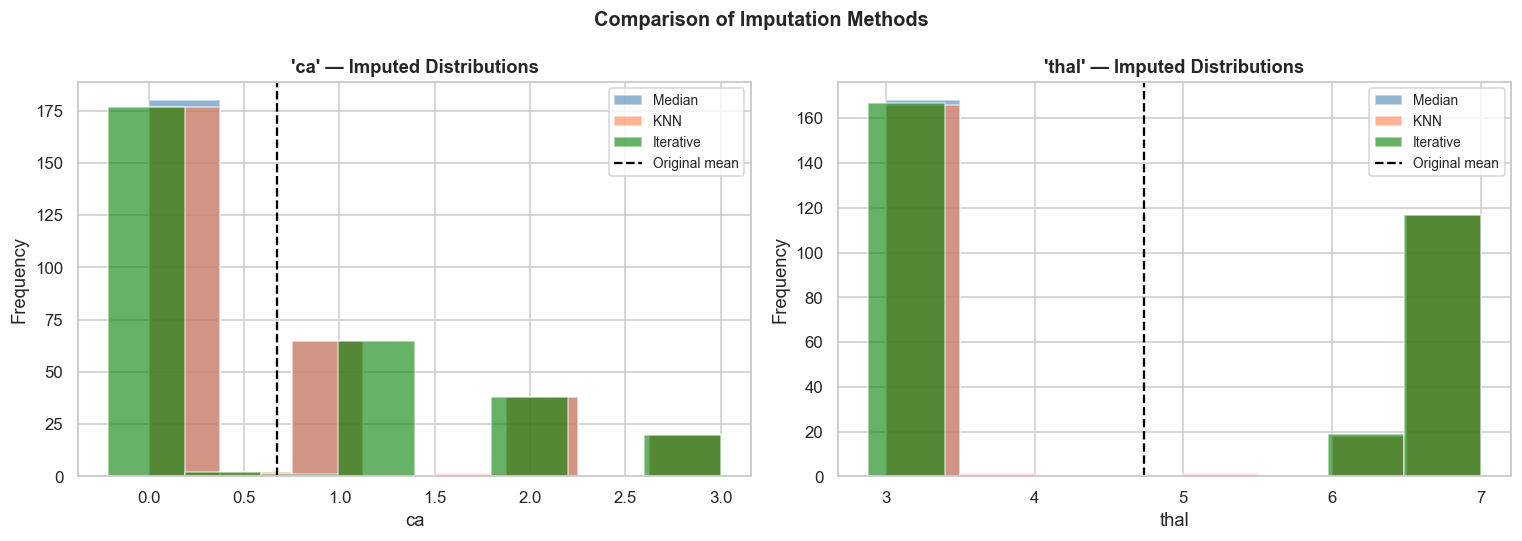 Comparison of Imputation Methods
'ca' — Imputed Distributions
Frequency
175
150
125
100
75
50
25
0
0.0
0.5
1.0
1.5
2.0
2.5
3.0
ca
Median
KNN
Iterative
Original mean
'thal' — Imputed Distributions
Frequency
160
140
120
100
80
60
40
20
0
3
4
5
6
7
thal
Median
KNN
Iterative
Original mean